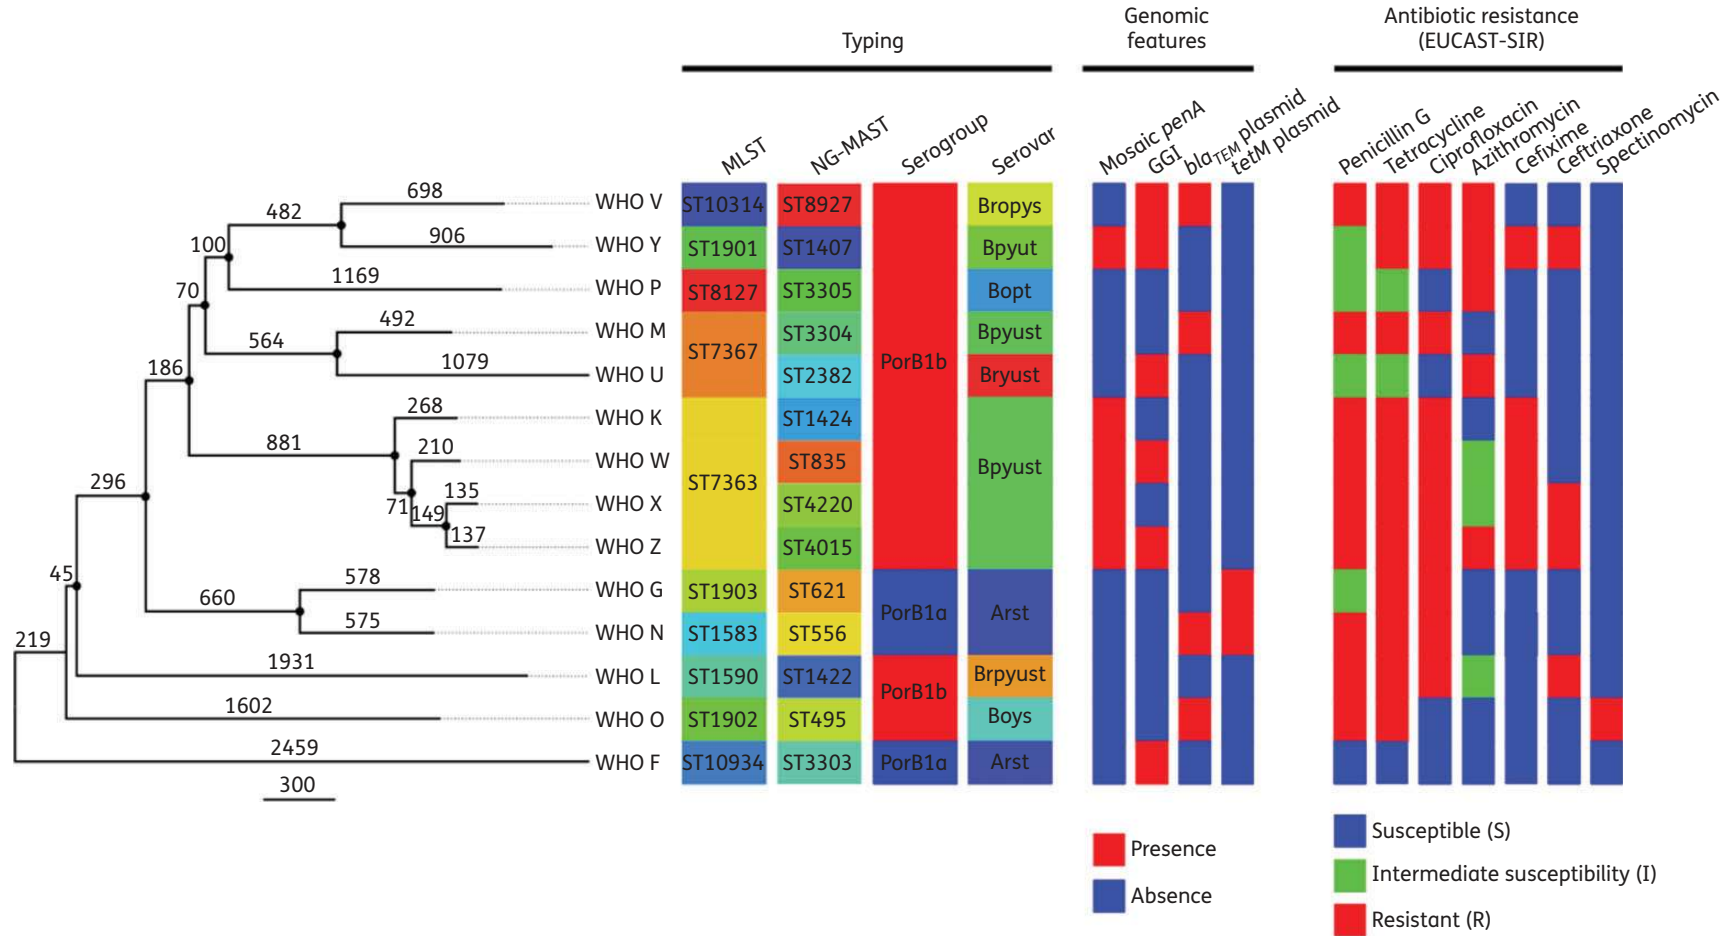 Typing
Genomic
features
Antibiotic resistance
(EUCAST-SIR)
MLST
NG-MAST
Serogroup
Serovar
Mosaic penA
GGI
blaTEM plasmid
tetM plasmid
Penicillin G
Tetracycline
Ciprofloxacin
Azithromycin
Cefixime
Ceftriaxone
Spectinomycin
698 WHO V ST10314 ST8927 Bropys
482
906 WHO Y ST1901 ST1407 Bpyut
100
1169 WHO P ST8127 ST3305 Bopt
70
492 WHO M ST7367 ST3304 Bpyust
564
1079 WHO U ST2382 PorB1b Bryust
186
268 WHO K ST1424
881
210 WHO W ST7363 ST835 Bpyust
296
71
135 WHO X ST4220
149
137 WHO Z ST4015
45
578 WHO G ST1903 ST621 PorB1a Arst
660
575 WHO N ST1583 ST556
219
1931 WHO L ST1590 ST1422 PorB1b Brpyust
1602 WHO O ST1902 ST495 Boys
2459 WHO F ST10934 ST3303 PorB1a Arst
300
Presence
Absence
Susceptible (S)
Intermediate susceptibility (I)
Resistant (R)